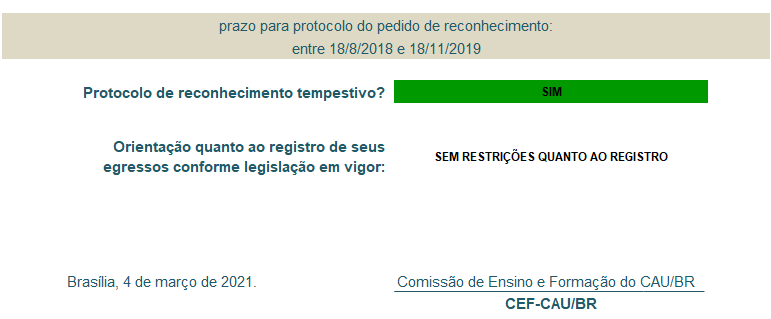 prazo para protocolo do pedido de reconhecimento:
entre 18/8/2018 e 18/11/2019
Protocolo de reconhecimento tempestivo?
SIM
Orientação quanto ao registro de seus
egressos conforme legislação em vigor:
SEM RESTRIÇÕES QUANTO AO REGISTRO
Brasília, 4 de março de 2021.
Comissão de Ensino e Formação do CAU/BR
CEF-CAU/BR